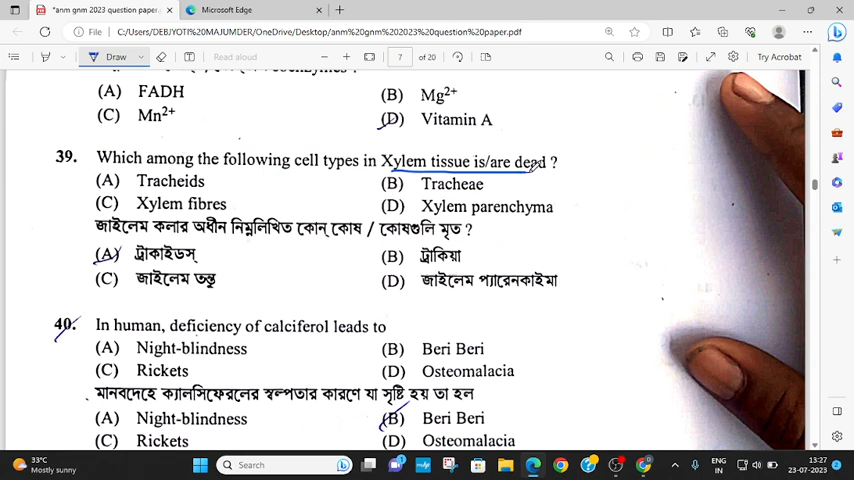 *anm gnm 2023 question paper.
Microsoft Edge
File C:/Users/DEBJYOTI%20MAJUMDER/OneDrive/Desktop/anm%20gnm%202023%20question%20paper.pdf
Draw Read aloud 7 of 20 Share Try Acrobat
(A) FADH (B) Mg2+
(C) Mn2+ (D) Vitamin A
39. Which among the following cell types in Xylem tissue is/are dead ?
(A) Tracheids (B) Tracheae
(C) Xylem fibres (D) Xylem parenchyma
জাইলেম কলার অধীন নিম্নলিখিত কোন্ কোষ / কোষগুলি মৃত ?
(A) ট্রাকাইডস্ (B) ট্রাকিয়া
(C) জাইলেম তন্তু (D) জাইলেম প্যারেনকাইমা
40. In human, deficiency of calciferol leads to
(A) Night-blindness (B) Beri Beri
(C) Rickets (D) Osteomalacia
মানবদেহে ক্যালসিফেরলের স্বল্পতার কারণে যা সৃষ্টি হয় তা হল
(A) Night-blindness (B) Beri Beri
(C) Rickets (D) Osteomalacia
33°C
Mostly sunny
Search
ENG
IN
13:27
23-07-2023